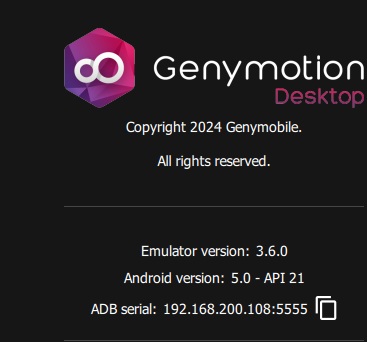 Genymotion
Desktop
Copyright 2024 Genymobile.
All rights reserved.
Emulator version: 3.6.0
Android version: 5.0 - API 21
ADB serial: 192.168.200.108:5555